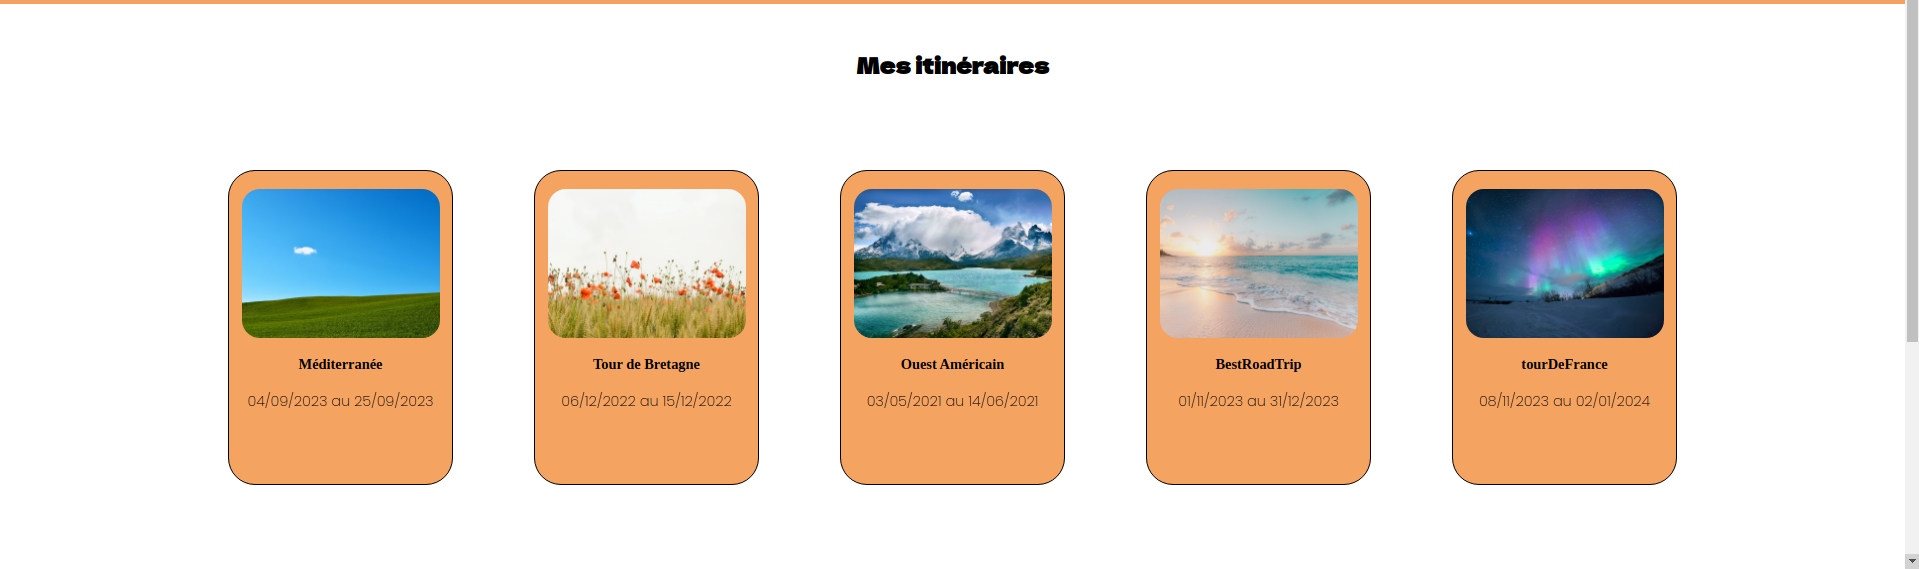 Mes itinéraires
Méditerranée
04/09/2023 au 25/09/2023
Tour de Bretagne
06/12/2022 au 15/12/2022
Ouest Américain
03/05/2021 au 14/06/2021
BestRoadTrip
01/11/2023 au 31/12/2023
tourDeFrance
08/11/2023 au 02/01/2024